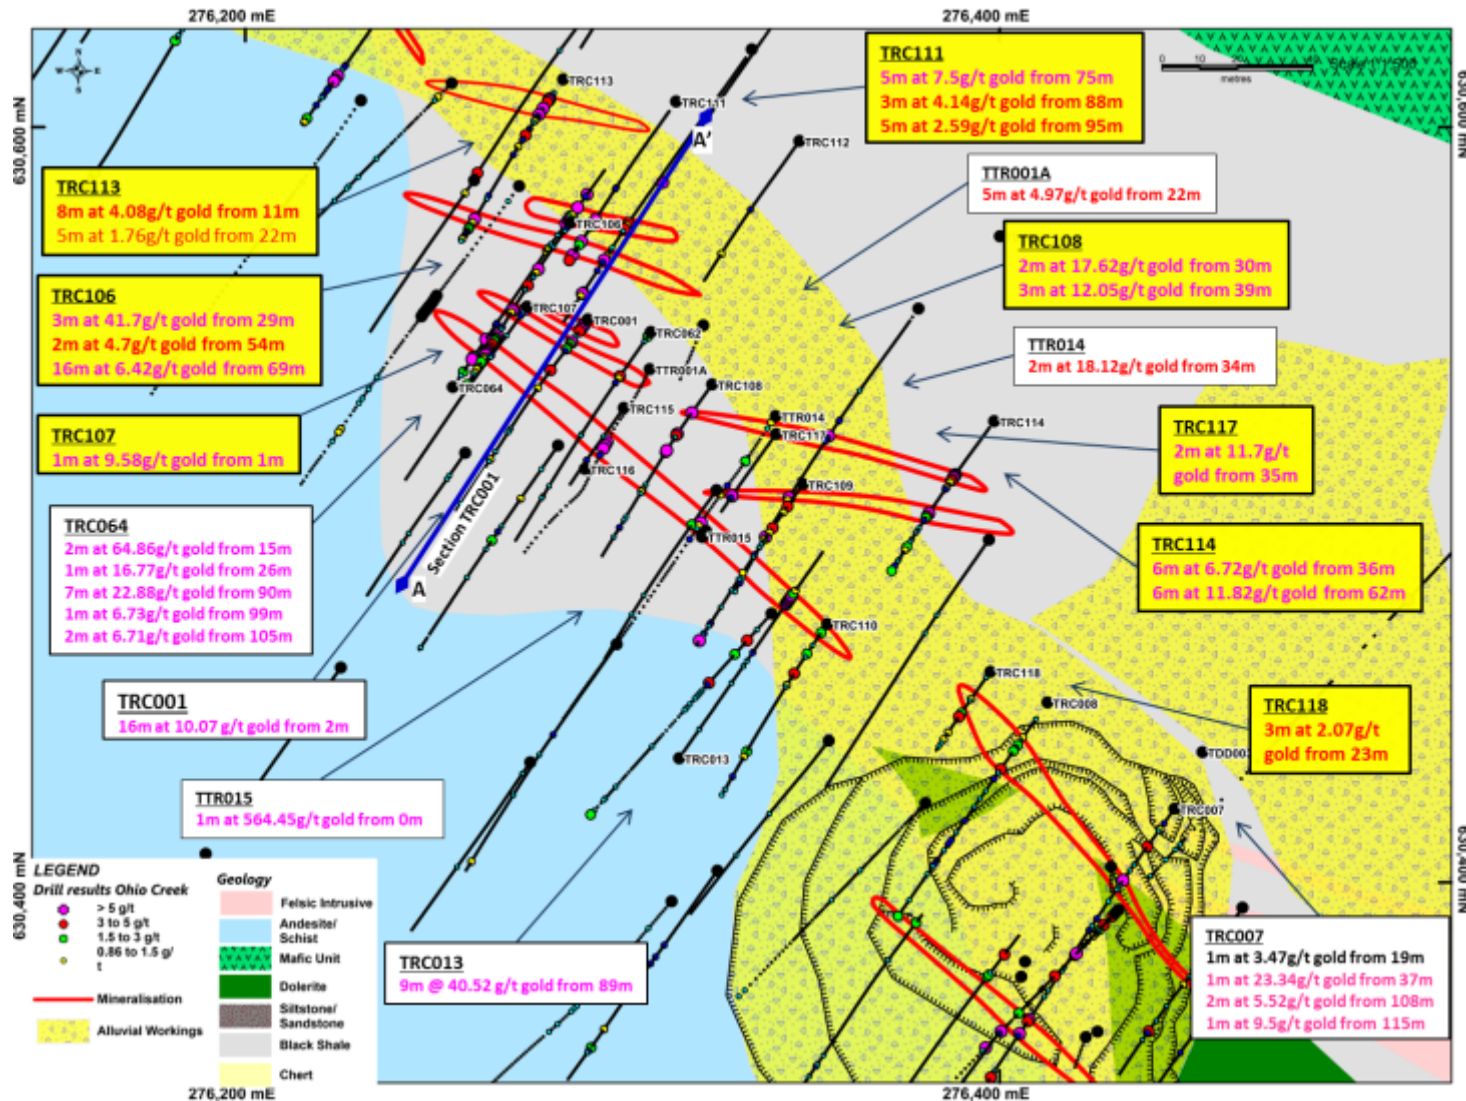 276,200 mE
276,400 mE
630,600 mN
630,600 mN
N
W
E
S
TRC111
5m at 7.5g/t gold from 75m
3m at 4.14g/t gold from 88m
5m at 2.59g/t gold from 95m
metres
TRC113
TRC111
A'
TRC112
TTR001A
5m at 4.97g/t gold from 22m
TRC113
8m at 4.08g/t gold from 11m
5m at 1.76g/t gold from 22m
TRC106
TRC108
2m at 17.62g/t gold from 30m
3m at 12.05g/t gold from 39m
TRC106
3m at 41.7g/t gold from 29m
2m at 4.7g/t gold from 54m
16m at 6.42g/t gold from 69m
TRC107
TRC001
TRC062
TTR014
2m at 18.12g/t gold from 34m
TTR001A
TRC064
TRC108
TRC115
TTR014
TRC117
TRC114
TRC107
1m at 9.58g/t gold from 1m
TRC117
2m at 11.7g/t
gold from 35m
TRC116
TRC109
TRC064
2m at 64.86g/t gold from 15m
1m at 16.77g/t gold from 26m
7m at 22.88g/t gold from 90m
1m at 6.73g/t gold from 99m
2m at 6.71g/t gold from 105m
Section TRC001
A
TTR015
TRC114
6m at 6.72g/t gold from 36m
6m at 11.82g/t gold from 62m
TRC110
TRC118
TRC008
TRC001
16m at 10.07 g/t gold from 2m
TRC118
3m at 2.07g/t
gold from 23m
TRC013
TRC007
TTR015
1m at 564.45g/t gold from 0m
630,400 mN
630,400 mN
LEGEND
Drill results Ohio Creek
> 5 g/t
3 to 5 g/t
1.5 to 3 g/t
0.86 to 1.5 g/
t
Mineralisation
Alluvial Workings
Geology
Felsic Intrusive
Andesite/
Schist
Mafic Unit
Dolerite
Siltstone/
Sandstone
Black Shale
Chert
TRC013
9m @ 40.52 g/t gold from 89m
TRC007
1m at 3.47g/t gold from 19m
1m at 23.34g/t gold from 37m
2m at 5.52g/t gold from 108m
1m at 9.5g/t gold from 115m
276,200 mE
276,400 mE